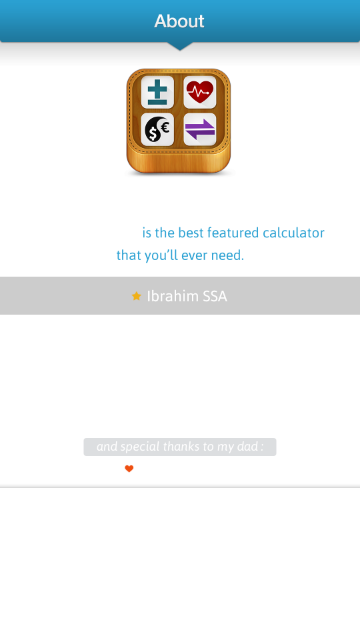 About
is the best featured calculator
that you'll ever need.
Ibrahim SSA
and special thanks to my dad :